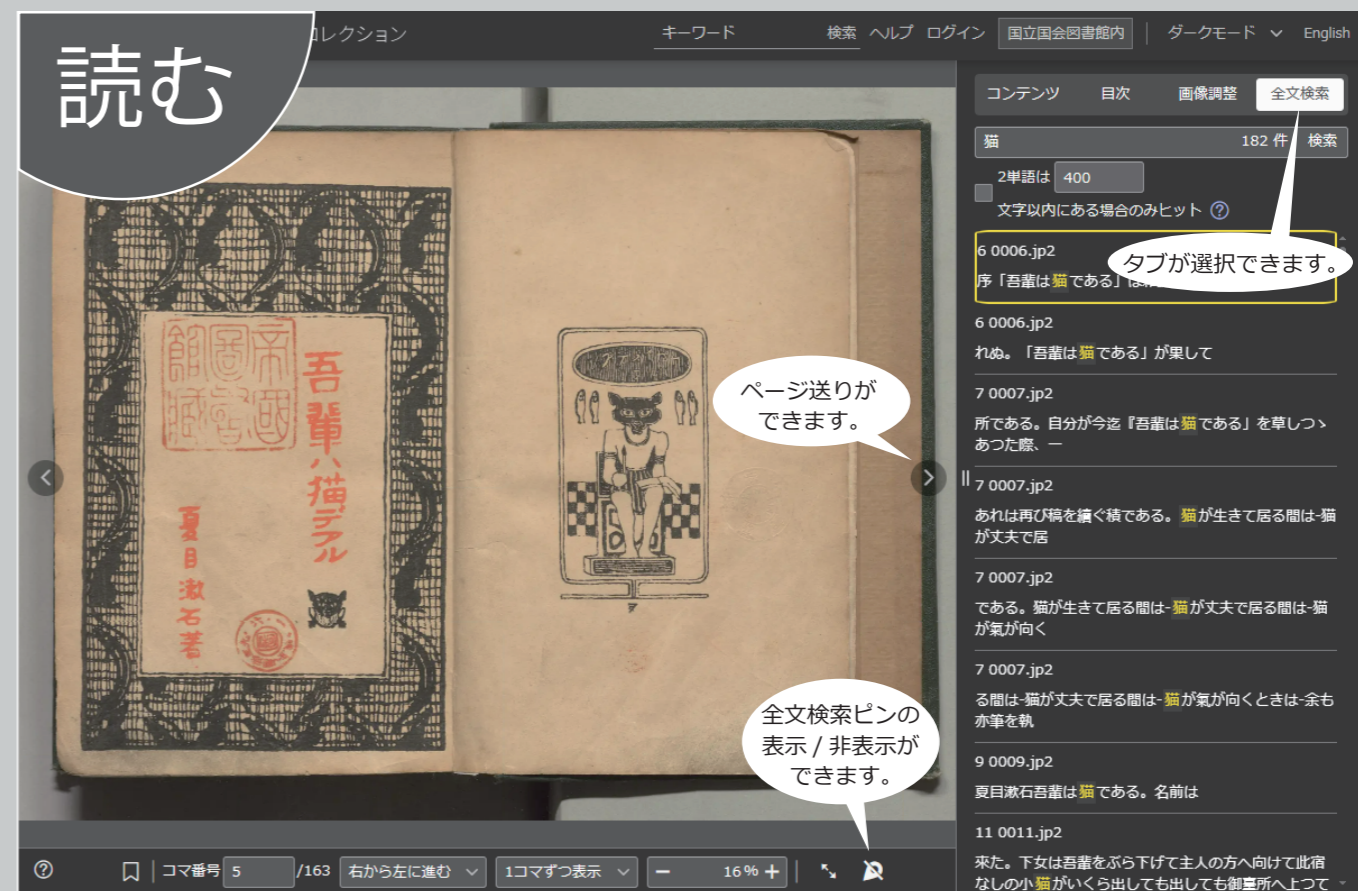 読む
コレクション
キーワード
検索 ヘルプ ログイン 国立国会図書館内 ダークモード English
コンテンツ 目次 画像調整 全文検索
猫 182 件 検索
2単語は 400
文字以内にある場合のみヒット
タブが選択できます。
6 0006.jp2
序「吾輩は猫である」は
6 0006.jp2
れぬ。「吾輩は猫である」が果して
7 0007.jp2
所である。自分が今迄『吾輩は猫である」を草しつゝ
あつた際、一
7 0007.jp2
あれは再び稿を續ぐ積である。猫が生きて居る間は-猫
が丈夫で居
7 0007.jp2
である。猫が生きて居る間は-猫が丈夫で居る間は-猫
が氣が向く
7 0007.jp2
る間は-猫が丈夫で居る間は-猫が氣が向くときは-余も
亦筆を執
9 0009.jp2
夏目漱石吾輩は猫である。名前は
11 0011.jp2
來た。下女は吾輩をぶら下げて主人の方へ向けて此宿
なしの小猫がいくら出しても出しても御臺所へ上つて
帝國
圖書
館藏
吾輩ハ猫デアル
夏目漱石著
ページ送りが
できます。
全文検索ピンの
表示 / 非表示が
できます。
コマ番号 5 /163 右から左に進む 1コマずつ表示 16%